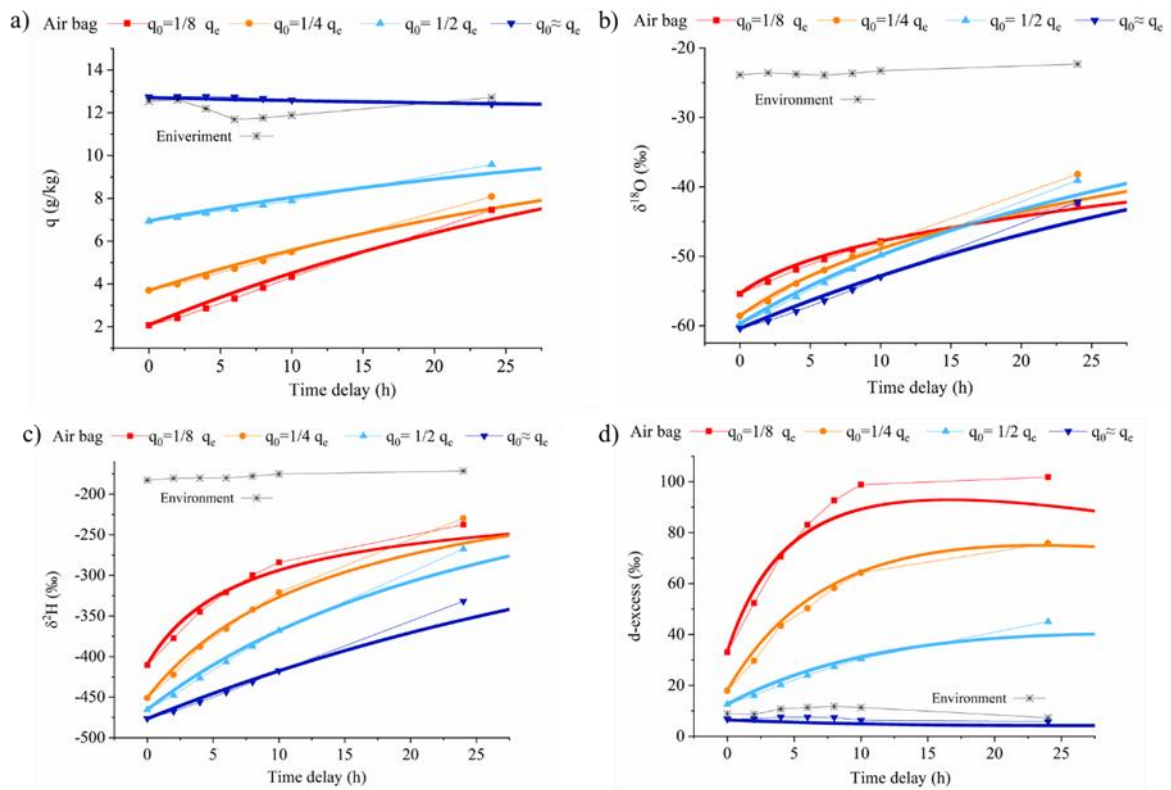 a) Air bag q₀=1/8 qₑ q₀=1/4 qₑ q₀= 1/2 qₑ q₀≈ qₑ
14
12
10
8
6
4
2
q (g/kg)
Eniveriment
0 5 10 15 20 25
Time delay (h)
b) Air bag q₀=1/8 qₑ q₀=1/4 qₑ q₀= 1/2 qₑ q₀≈ qₑ
-20
-30
-40
-50
-60
δ¹⁸O (‰)
Environment
0 5 10 15 20 25
Time delay (h)
c) Air bag q₀=1/8 qₑ q₀=1/4 qₑ q₀= 1/2 qₑ q₀≈ qₑ
-200
-250
-300
-350
-400
-450
-500
δ²H (‰)
Environment
0 5 10 15 20 25
Time delay (h)
d) Air bag q₀=1/8 qₑ q₀=1/4 qₑ q₀= 1/2 qₑ q₀≈ qₑ
100
80
60
40
20
0
d-excess (‰)
Environment
0 5 10 15 20 25
Time delay (h)